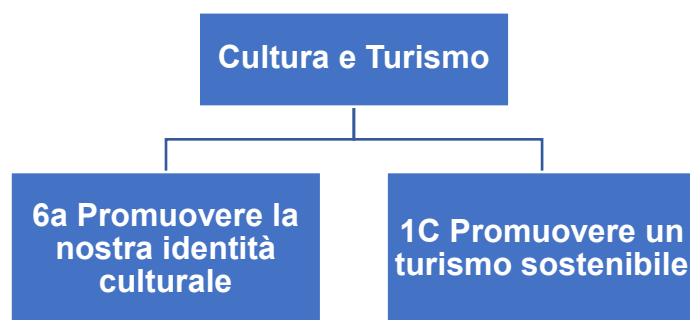 Cultura e Turismo
6a Promuovere la
nostra identità
culturale
1C Promuovere un
turismo sostenibile